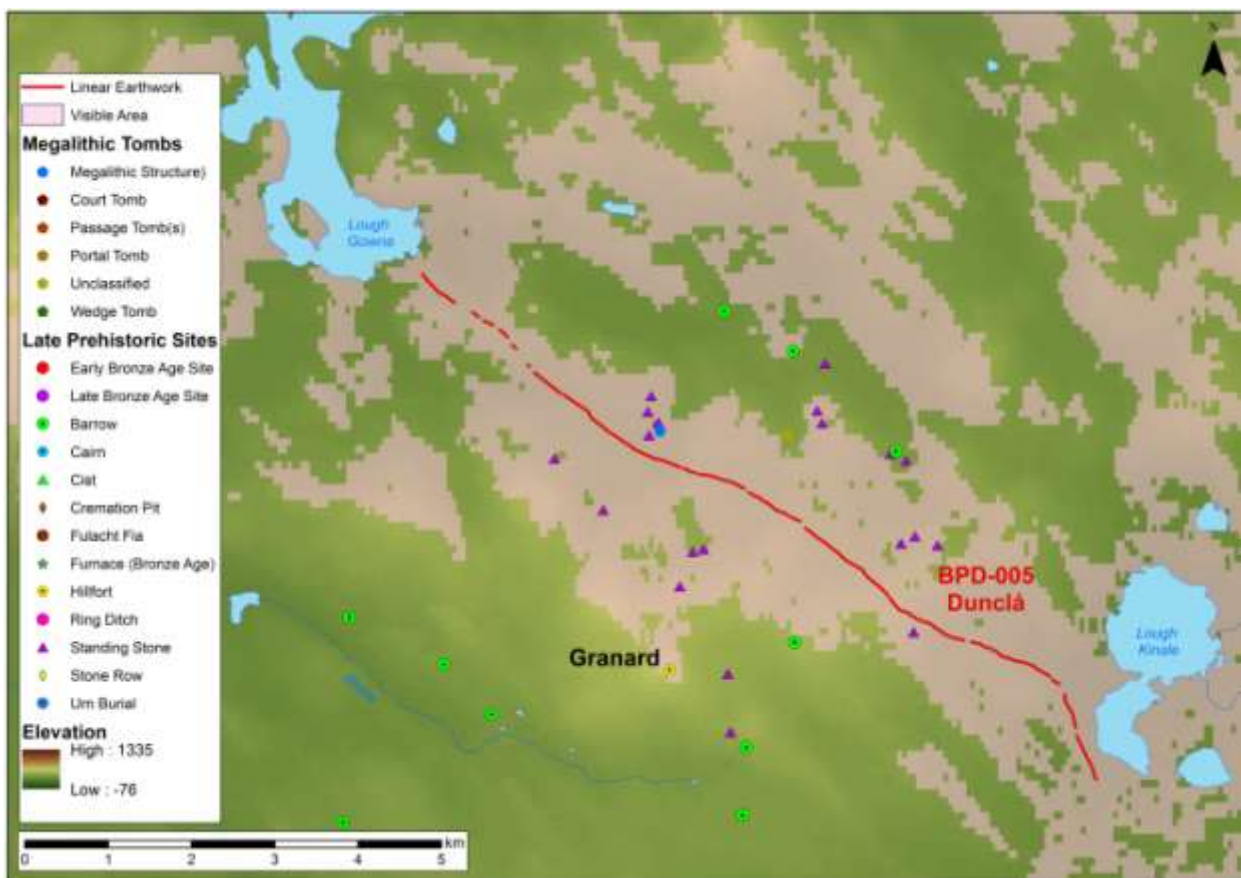 N
Linear Earthwork
Visible Area
Megalithic Tombs
Megalithic Structure)
Court Tomb
Passage Tomb(s)
Portal Tomb
Unclassified
Wedge Tomb
Late Prehistoric Sites
Early Bronze Age Site
Late Bronze Age Site
Barrow
Cairn
Cist
Cremation Pit
Fulacht Fia
Furnace (Bronze Age)
Hillfort
Ring Ditch
Standing Stone
Stone Row
Urn Burial
Elevation
High : 1335
Low : -76
0 1 2 3 4 5 km
Lough
Gowna
BPD-005
Dunclá
Lough
Kinale
Granard